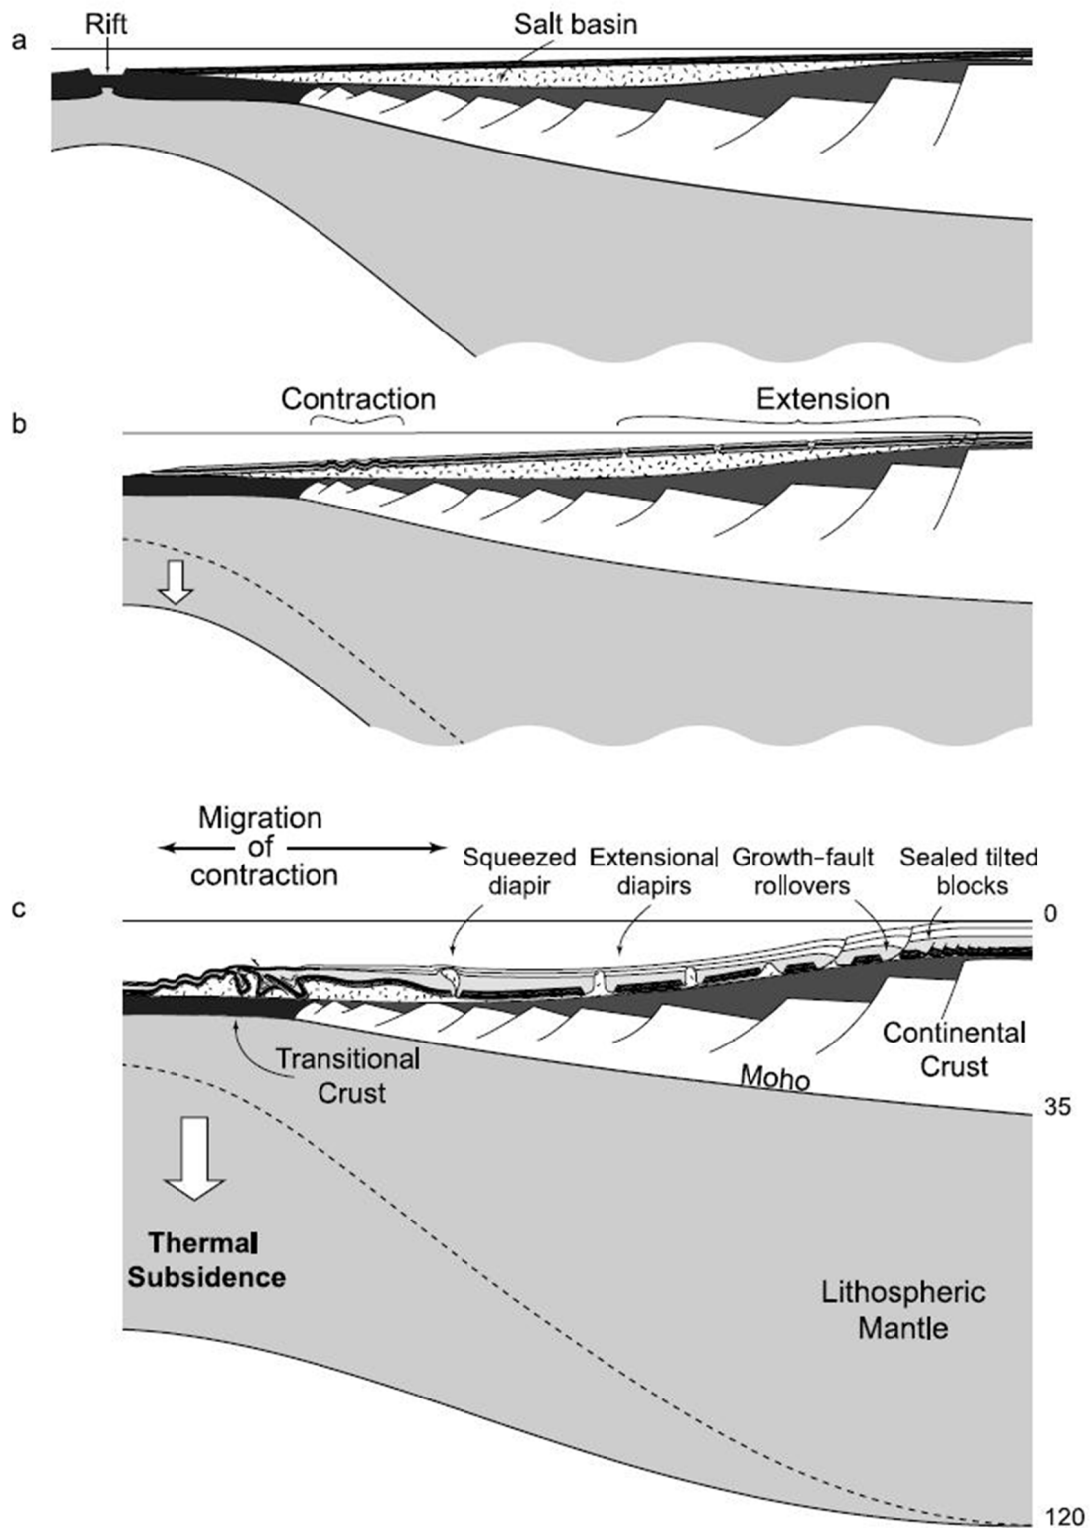 a
Rift
Salt basin
b
Contraction
Extension
Migration
of
contraction
Squeezed
diapir
Extensional
diapirs
Growth-fault
rollovers
Sealed tilted
blocks
c
0
Transitional
Crust
Continental
Crust
Moho
35
Thermal
Subsidence
Lithospheric
Mantle
120